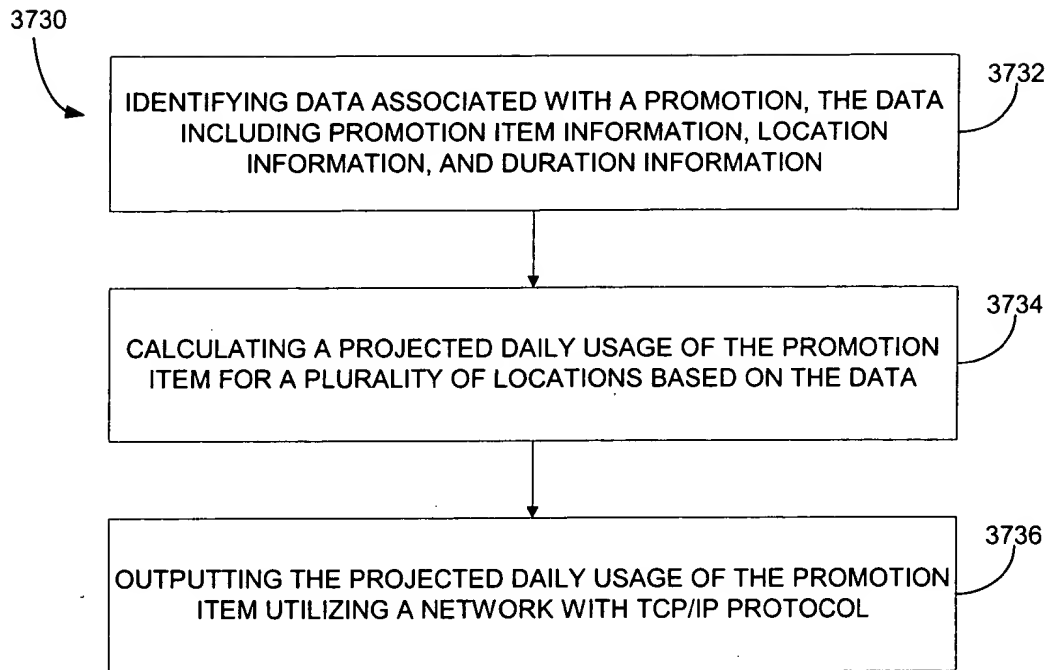 3730
3732
IDENTIFYING DATA ASSOCIATED WITH A PROMOTION, THE DATA
INCLUDING PROMOTION ITEM INFORMATION, LOCATION
INFORMATION, AND DURATION INFORMATION
3734
CALCULATING A PROJECTED DAILY USAGE OF THE PROMOTION
ITEM FOR A PLURALITY OF LOCATIONS BASED ON THE DATA
3736
OUTPUTTING THE PROJECTED DAILY USAGE OF THE PROMOTION
ITEM UTILIZING A NETWORK WITH TCP/IP PROTOCOL